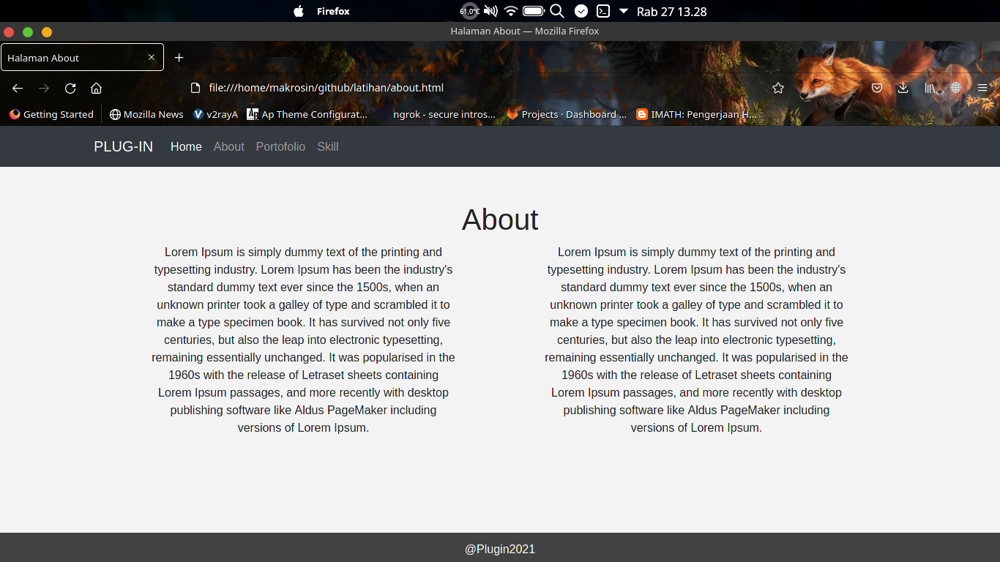 Firefox
61,0°C
Rab 27 13.28
Halaman About — Mozilla Firefox
Halaman About
file:///home/makrosin/github/latihan/about.html
Getting Started Mozilla News v2rayA Ap Theme Configurat... ngrok - secure intros... Projects · Dashboard ... IMATH: Pengerjaan H...
PLUG-IN Home About Portofolio Skill
About
Lorem Ipsum is simply dummy text of the printing and
typesetting industry. Lorem Ipsum has been the industry's
standard dummy text ever since the 1500s, when an
unknown printer took a galley of type and scrambled it to
make a type specimen book. It has survived not only five
centuries, but also the leap into electronic typesetting,
remaining essentially unchanged. It was popularised in the
1960s with the release of Letraset sheets containing
Lorem Ipsum passages, and more recently with desktop
publishing software like Aldus PageMaker including
versions of Lorem Ipsum.
Lorem Ipsum is simply dummy text of the printing and
typesetting industry. Lorem Ipsum has been the industry's
standard dummy text ever since the 1500s, when an
unknown printer took a galley of type and scrambled it to
make a type specimen book. It has survived not only five
centuries, but also the leap into electronic typesetting,
remaining essentially unchanged. It was popularised in the
1960s with the release of Letraset sheets containing
Lorem Ipsum passages, and more recently with desktop
publishing software like Aldus PageMaker including
versions of Lorem Ipsum.
@Plugin2021